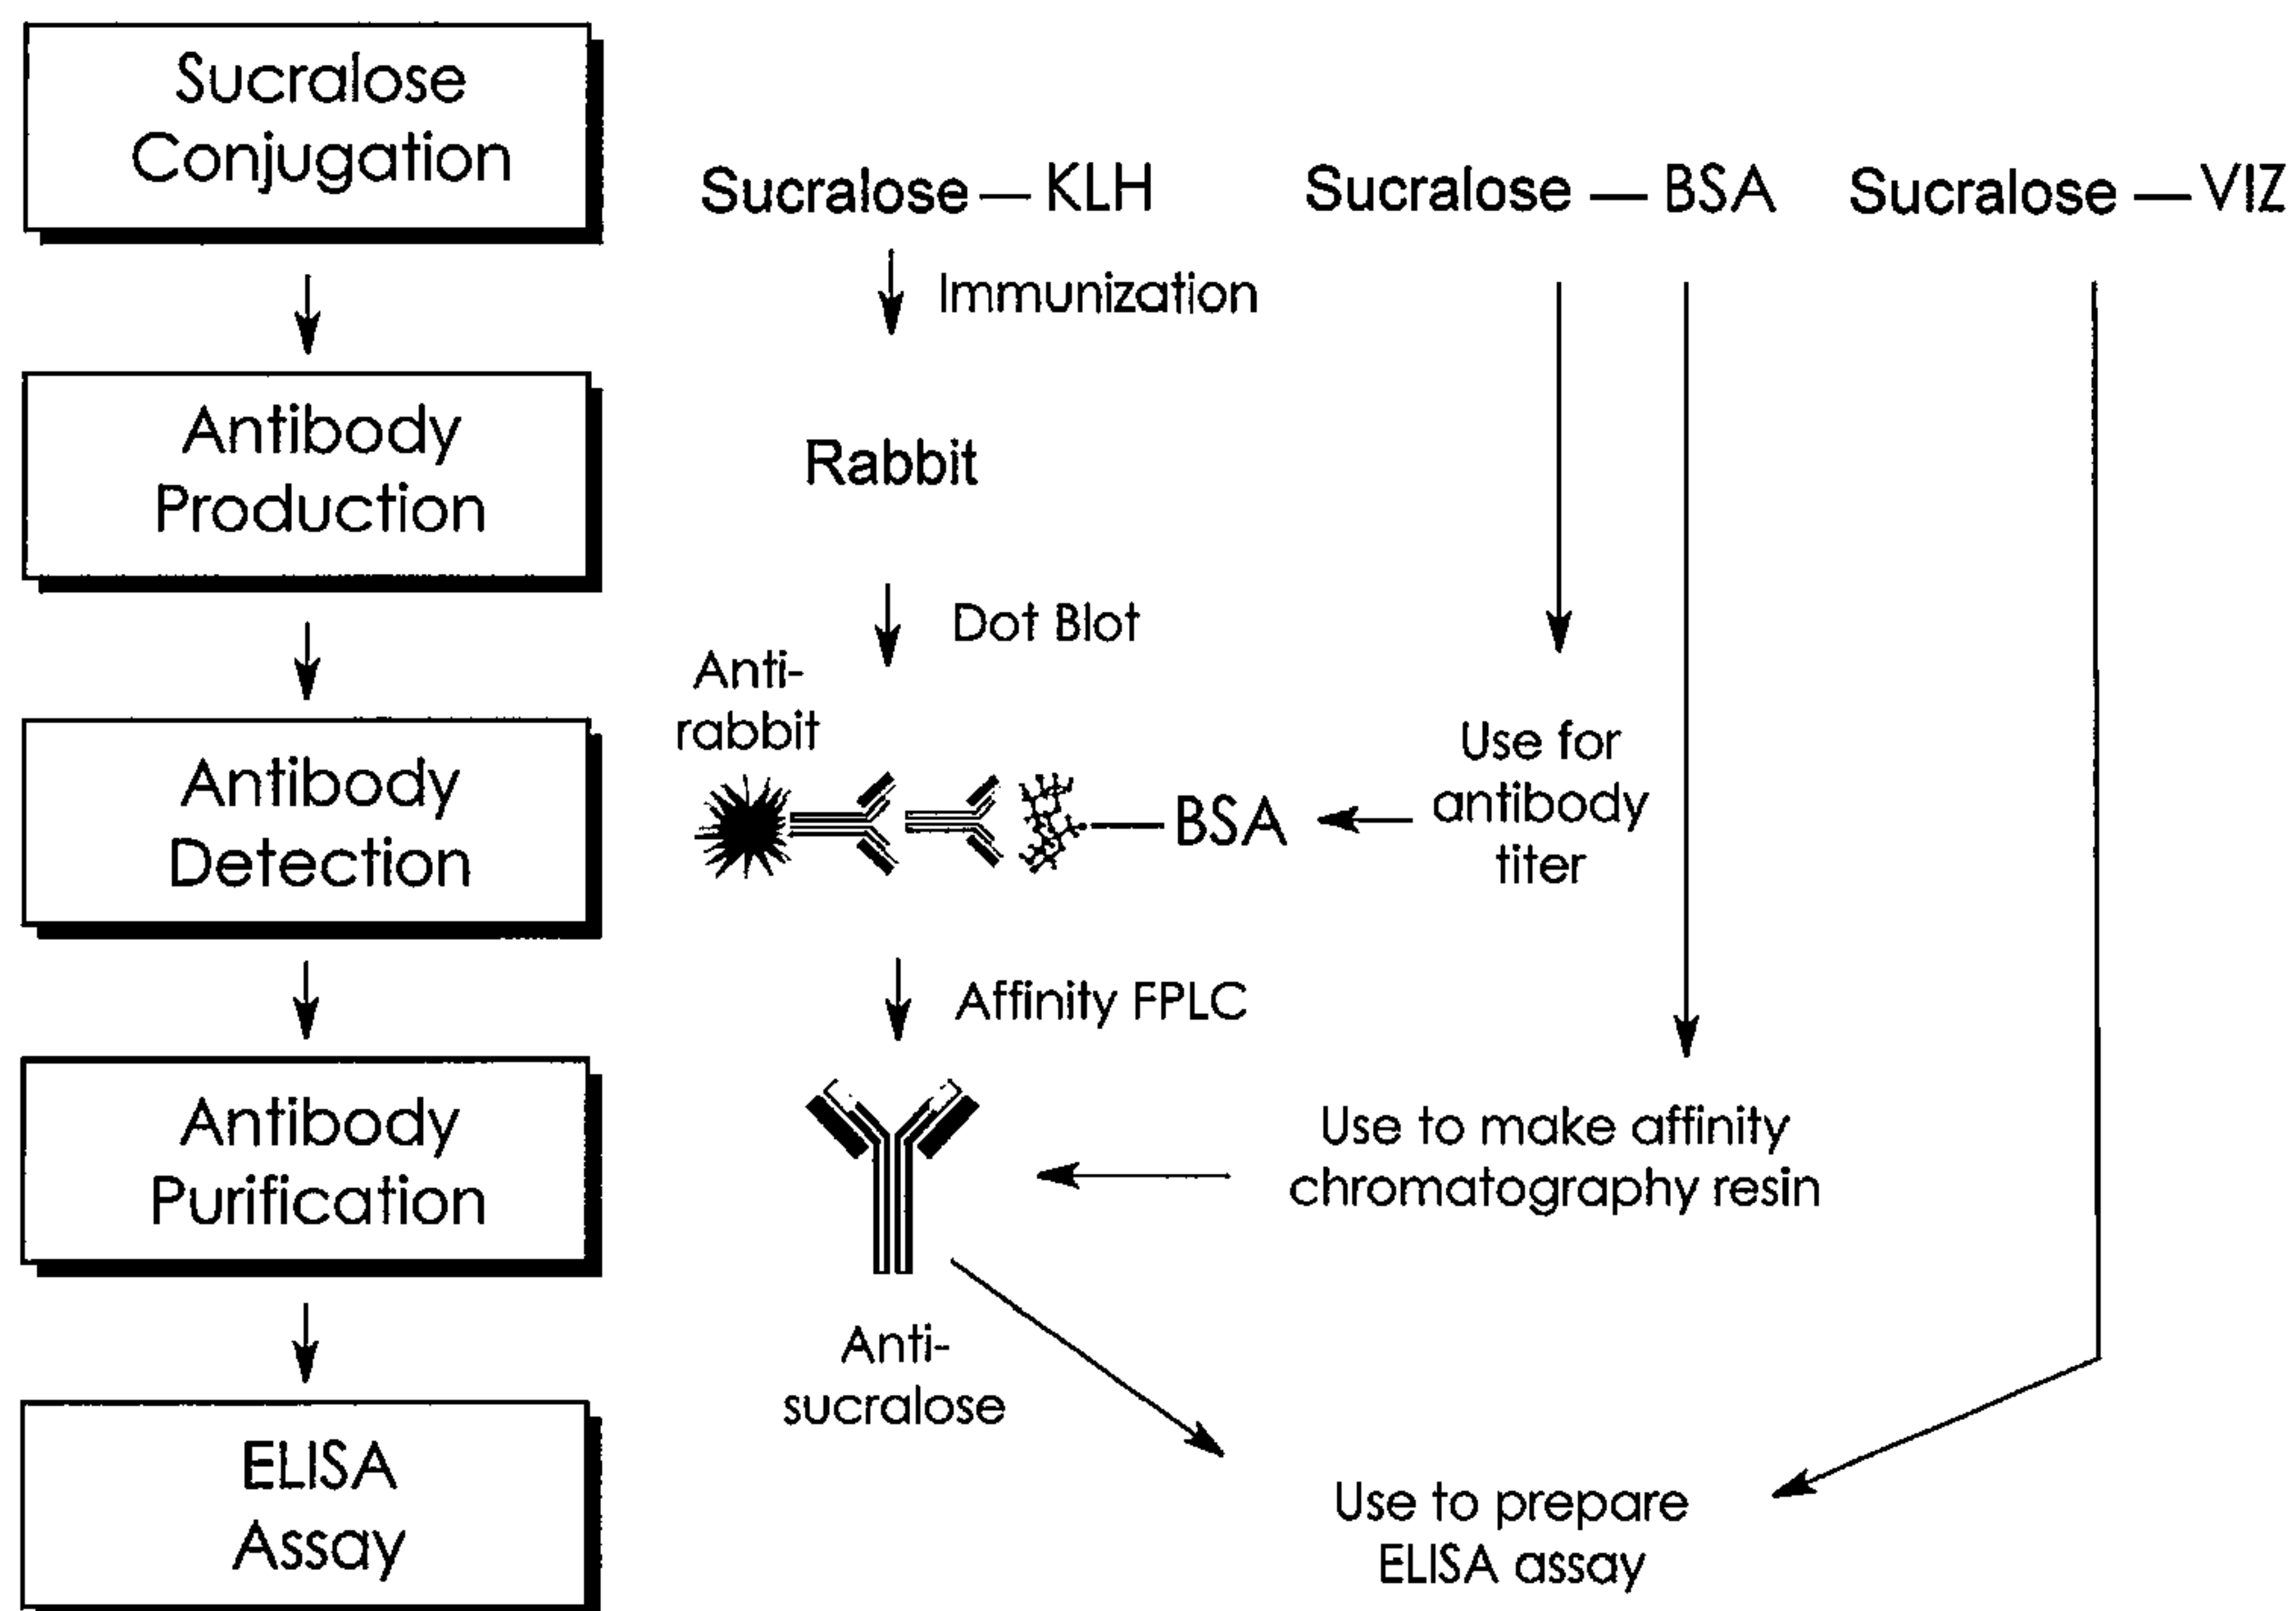 Sucralose
Conjugation
Sucralose — KLH
Sucralose — BSA
Sucralose — VIZ
Immunization
Antibody
Production
Rabbit
Dot Blot
Anti-
rabbit
Antibody
Detection
BSA
Use for
antibody
titer
Affinity FPLC
Antibody
Purification
Use to make affinity
chromatography resin
Anti-
sucralose
ELISA
Assay
Use to prepare
ELISA assay